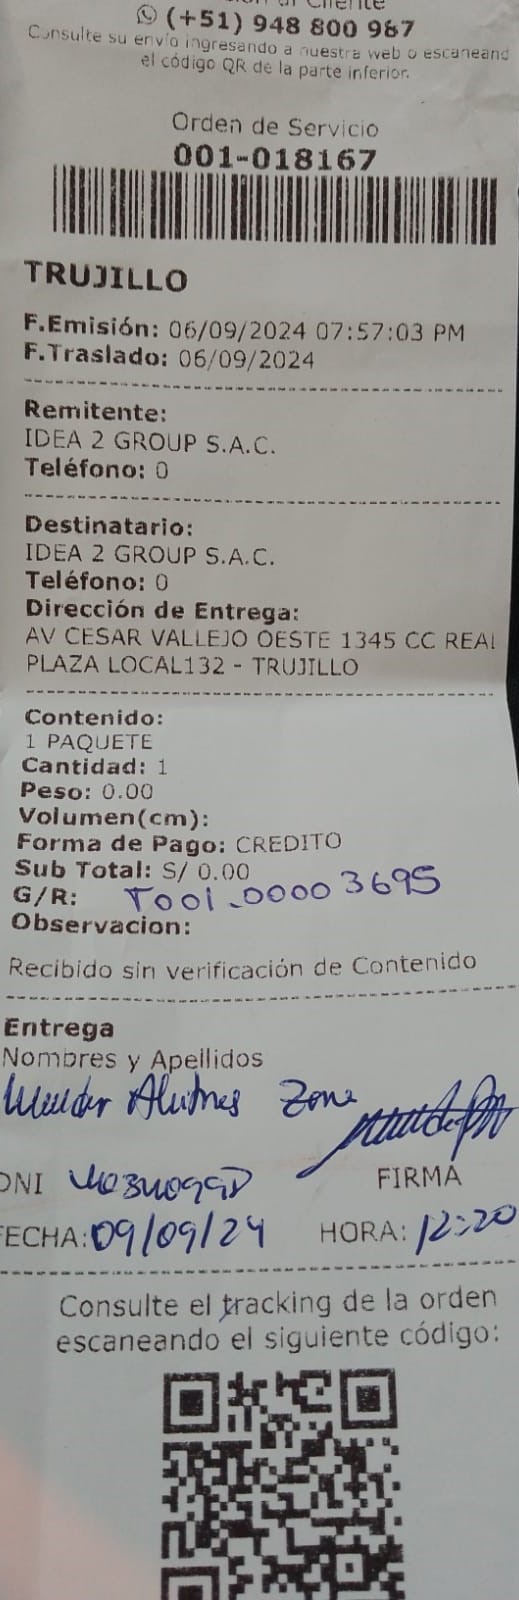 (+51) 948 800 967
Consulte su envío ingresando a nuestra web o escaneand
el código QR de la parte inferior.
Orden de Servicio
001-018167
TRUJILLO
F.Emisión: 06/09/2024 07:57:03 PM
F.Traslado: 06/09/2024
Remitente:
IDEA 2 GROUP S.A.C.
Teléfono: 0
Destinatario:
IDEA 2 GROUP S.A.C.
Teléfono: 0
Dirección de Entrega:
AV CESAR VALLEJO OESTE 1345 CC REAL
PLAZA LOCAL132 - TRUJILLO
Contenido:
1 PAQUETE
Cantidad: 1
Peso: 0.00
Volumen(cm):
Forma de Pago: CREDITO
Sub Total: S/ 0.00
G/R: T001-00003695
Observacion:
Recibido sin verificación de Contenido
Entrega
Nombres y Apellidos
DNI
FIRMA
FECHA: 09/09/24 HORA: 12:20
Consulte el tracking de la orden
escaneando el siguiente código: